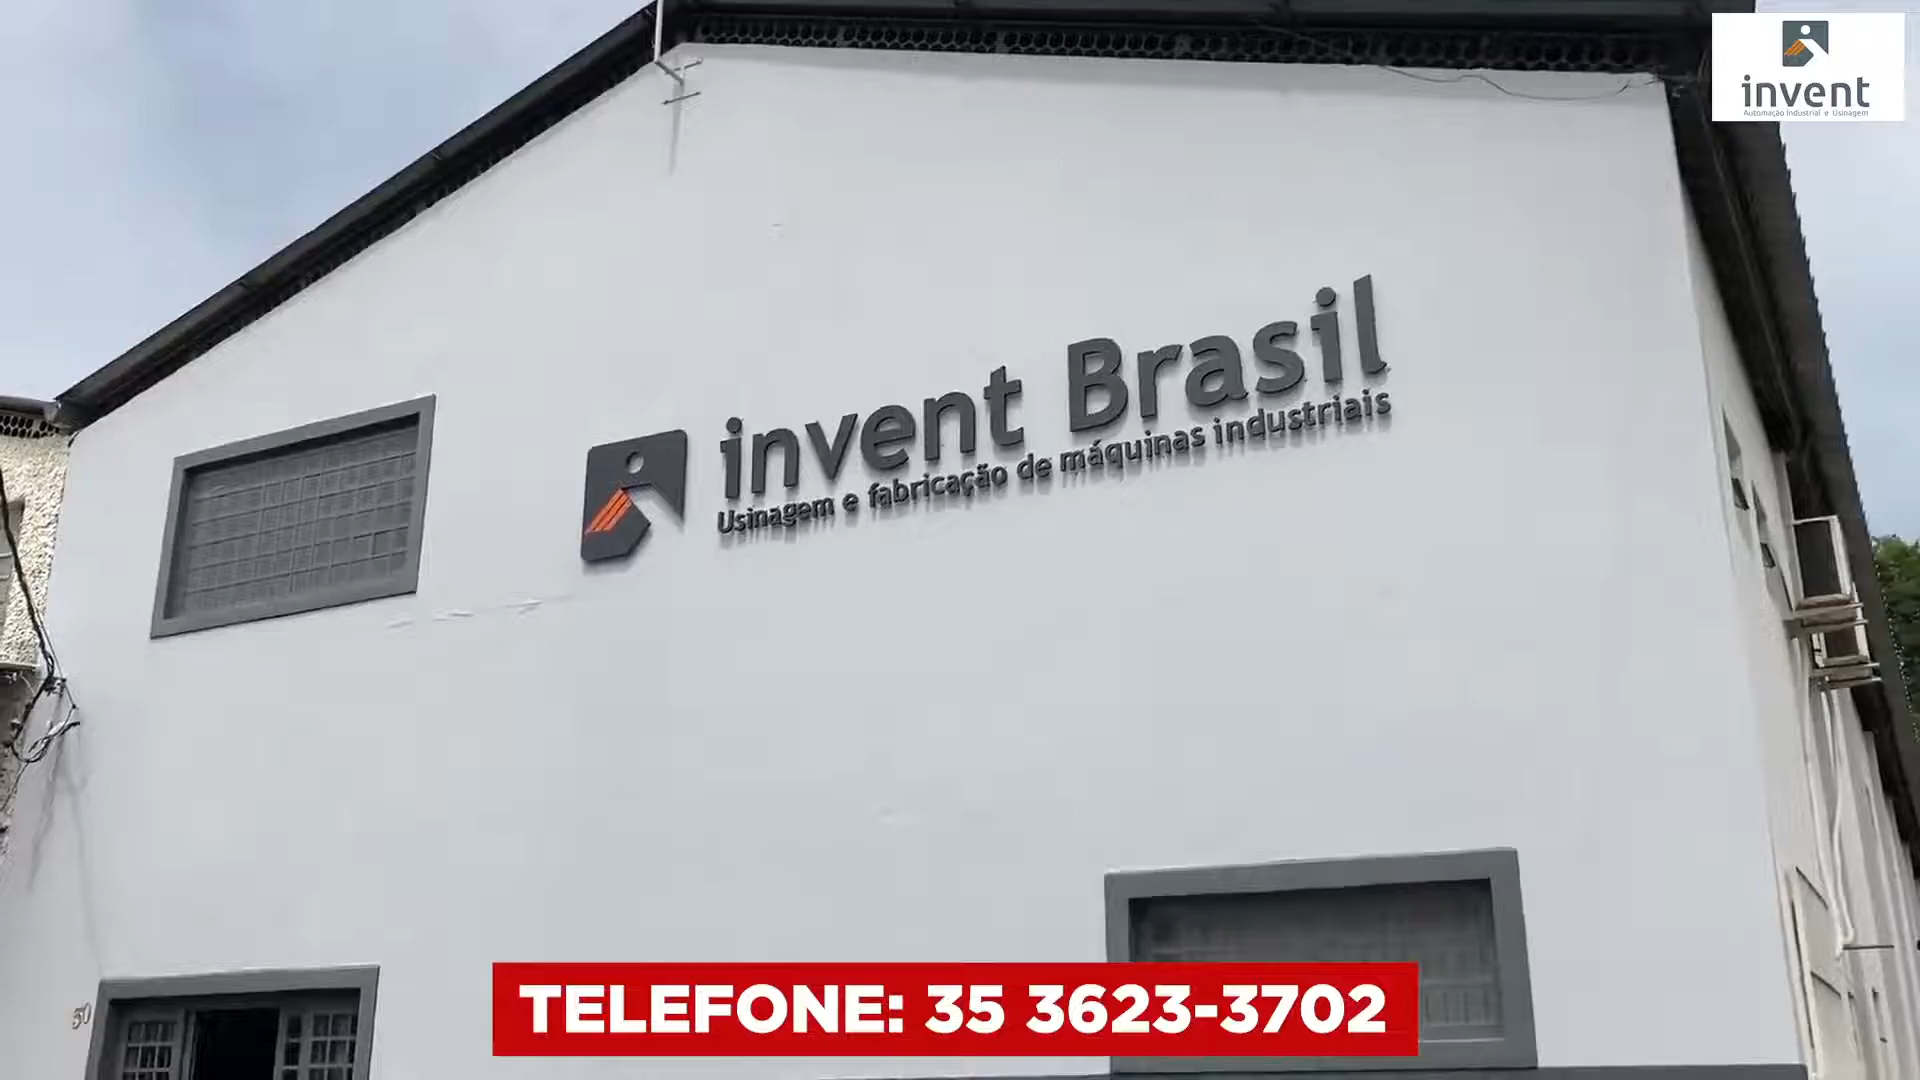 invent
Automação Industrial e Usinagem
invent Brasil
Usinagem e fabricação de máquinas industriais
50
TELEFONE: 35 3623-3702